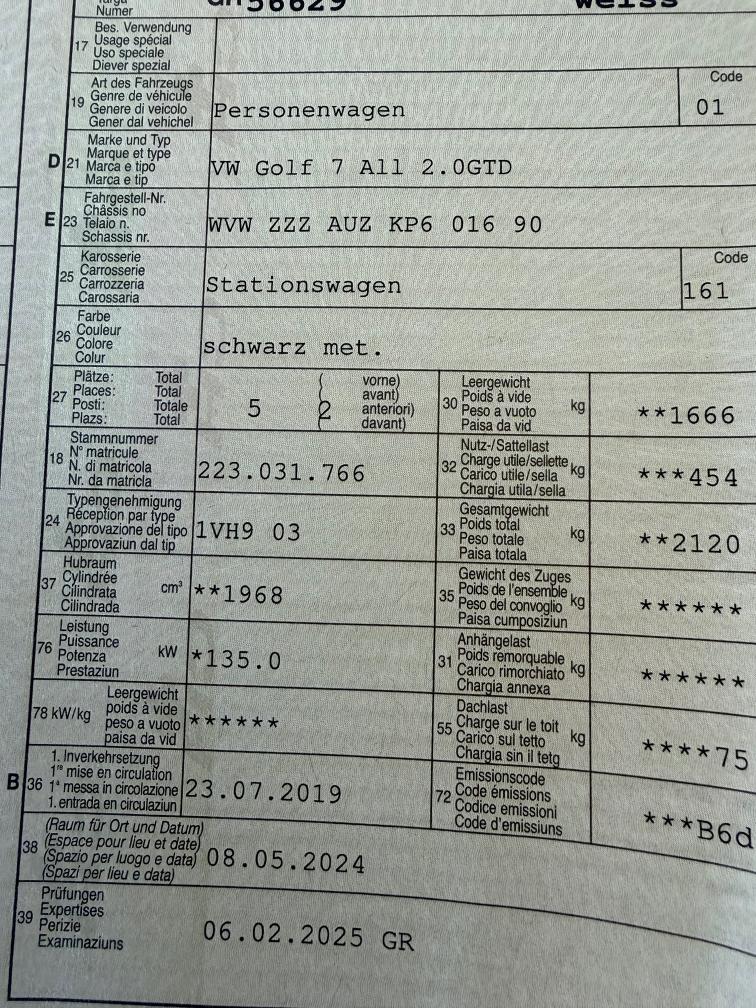 Numer
17 Bes. Verwendung
Usage spécial
Uso speciale
Diever spezial
19 Art des Fahrzeugs
Genre de véhicule
Genere di veicolo
Gener dal vehichel
Personenwagen
Code
01
D 21 Marke und Typ
Marque et type
Marca e tipo
Marca e tip
VW Golf 7 All 2.0GTD
E 23 Fahrgestell-Nr.
Châssis no
Telaio n.
Schassis nr.
WVW ZZZ AUZ KP6 016 90
25 Karosserie
Carrosserie
Carrozzeria
Carossaria
Stationswagen
Code
161
26 Farbe
Couleur
Colore
Colur
schwarz met.
27 Plätze: Total
Places: Total
Posti: Totale
Plazs: Total
5 ( 2 vorne)
avant)
anteriori)
davant)
30 Leergewicht
Poids à vide
Peso a vuoto
Paisa da vid
kg
**1666
18 Stammnummer
N° matricule
N. di matricola
Nr. da matricla
223.031.766
32 Nutz-/Sattellast
Charge utile/sellette
Carico utile/sella
Chargia utila/sella
kg
***454
24 Typengenehmigung
Réception par type
Approvazione del tipo
Approvaziun dal tip
1VH9 03
33 Gesamtgewicht
Poids total
Peso totale
Paisa totala
kg
**2120
37 Hubraum
Cylindrée
Cilindrata
Cilindrada
cm³
**1968
35 Gewicht des Zuges
Poids de l'ensemble
Peso del convoglio
Paisa cumposiziun
kg
******
76 Leistung
Puissance
Potenza
Prestaziun
kW
*135.0
31 Anhängelast
Poids remorquable
Carico rimorchiato
Chargia annexa
kg
******
78 kW/kg Leergewicht
poids à vide
peso a vuoto
paisa da vid
******
55 Dachlast
Charge sur le toit
Carico sul tetto
Chargia sin il tetg
kg
****75
B 36 1. Inverkehrsetzung
1re mise en circulation
1a messa in circolazione
1. entrada en circulaziun
23.07.2019
72 Emissionscode
Code émissions
Codice emissioni
Code d'emissiuns
***B6d
38 (Raum für Ort und Datum)
(Espace pour lieu et date)
(Spazio per luogo e data)
(Spazi per lieu e data)
08.05.2024
39 Prüfungen
Expertises
Perizie
Examinaziuns
06.02.2025 GR